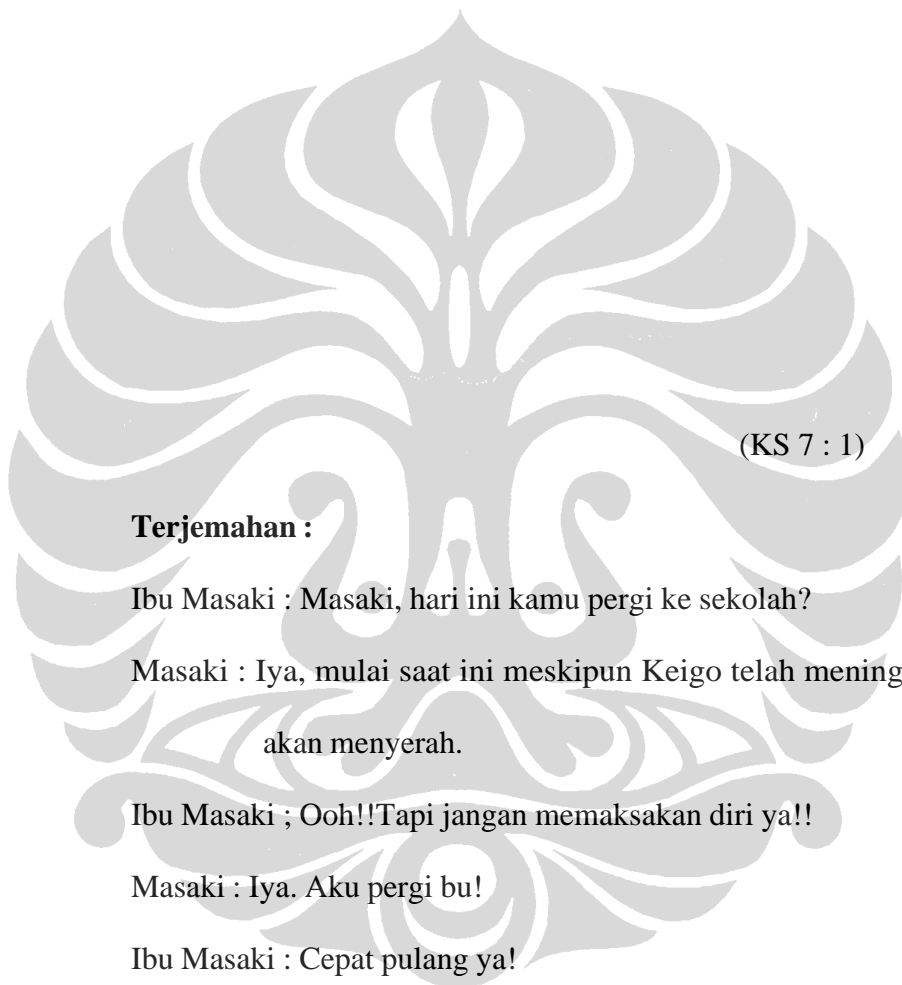 (KS 7 : 1)
Terjemahan :
Ibu Masaki : Masaki, hari ini kamu pergi ke sekolah?
Masaki : Iya, mulai saat ini meskipun Keigo telah mening
akan menyerah.
Ibu Masaki ; Ooh!!Tapi jangan memaksakan diri ya!!
Masaki : Iya. Aku pergi bu!
Ibu Masaki : Cepat pulang ya!